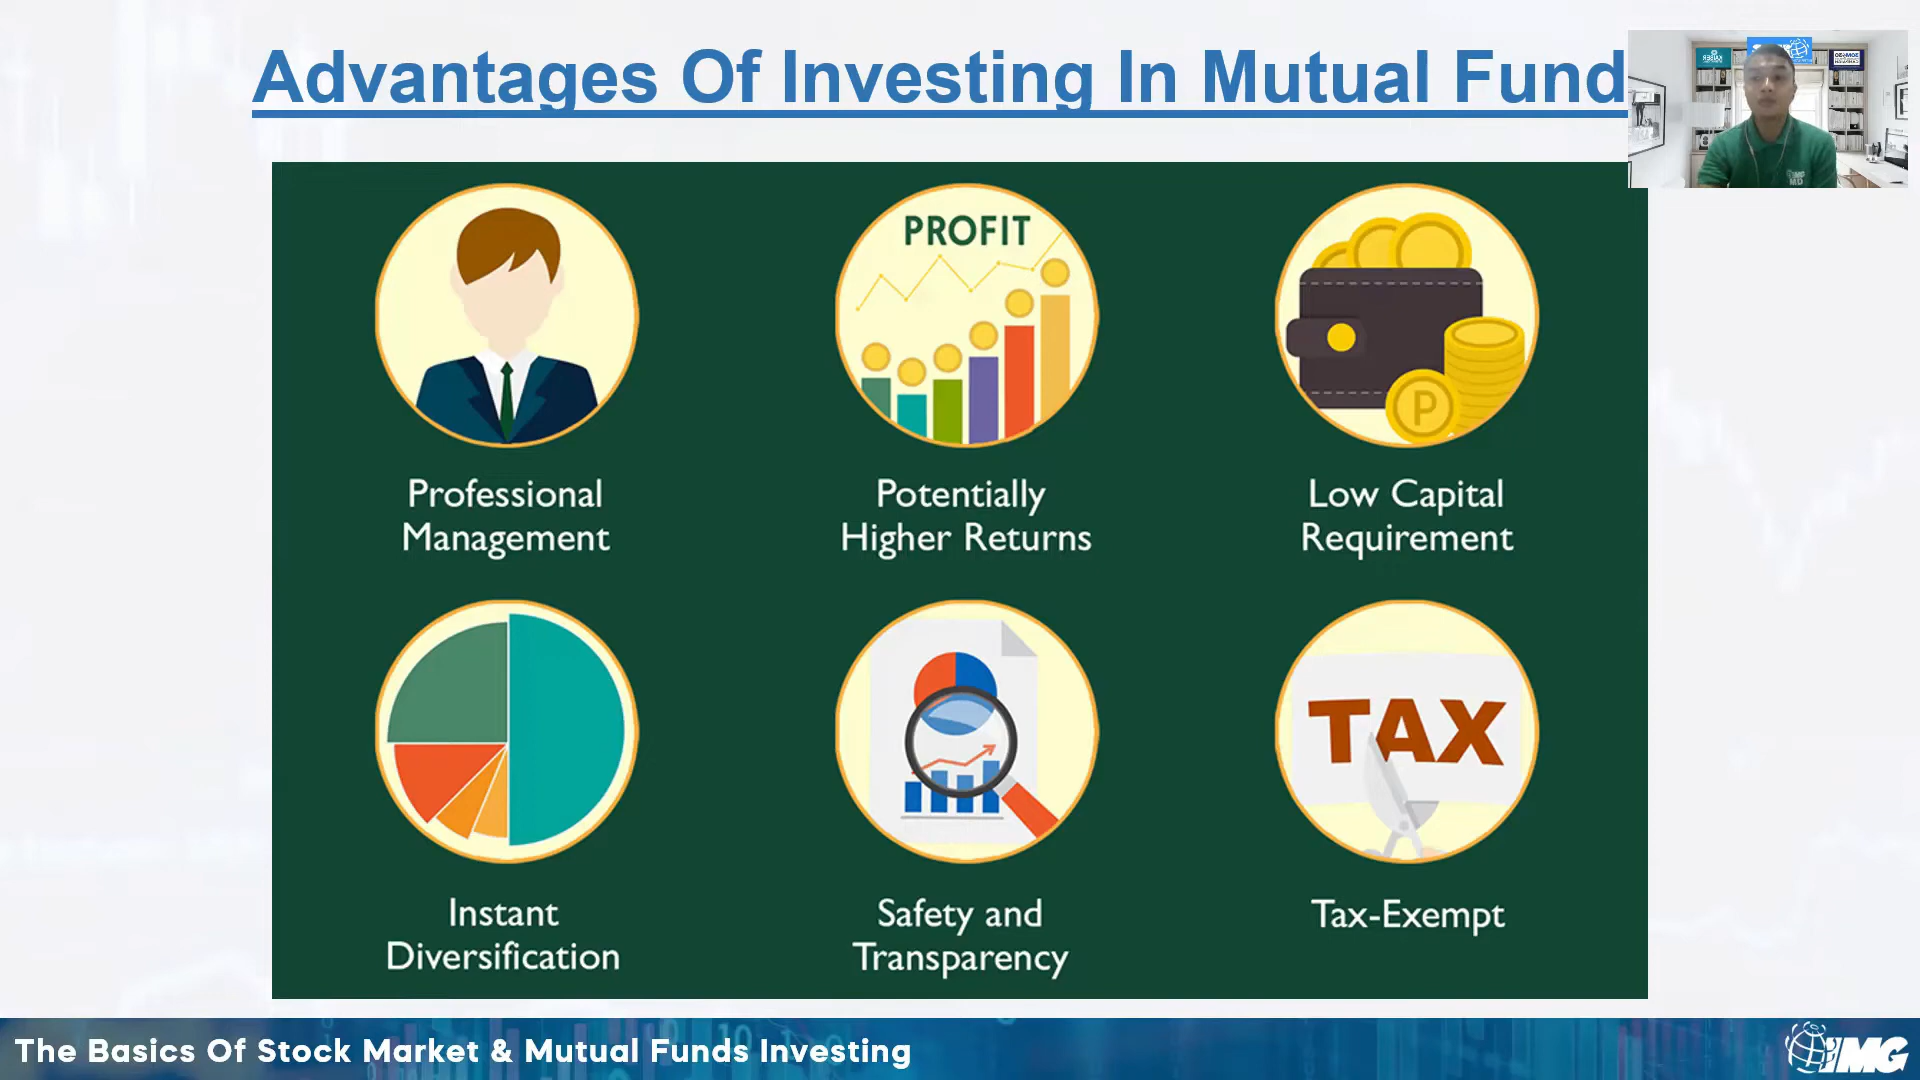 Advantages Of Investing In Mutual Fund
PROFIT
P
Professional
Management
Potentially
Higher Returns
Low Capital
Requirement
TAX
Instant
Diversification
Safety and
Transparency
Tax-Exempt
The Basics Of Stock Market & Mutual Funds Investing
IMG